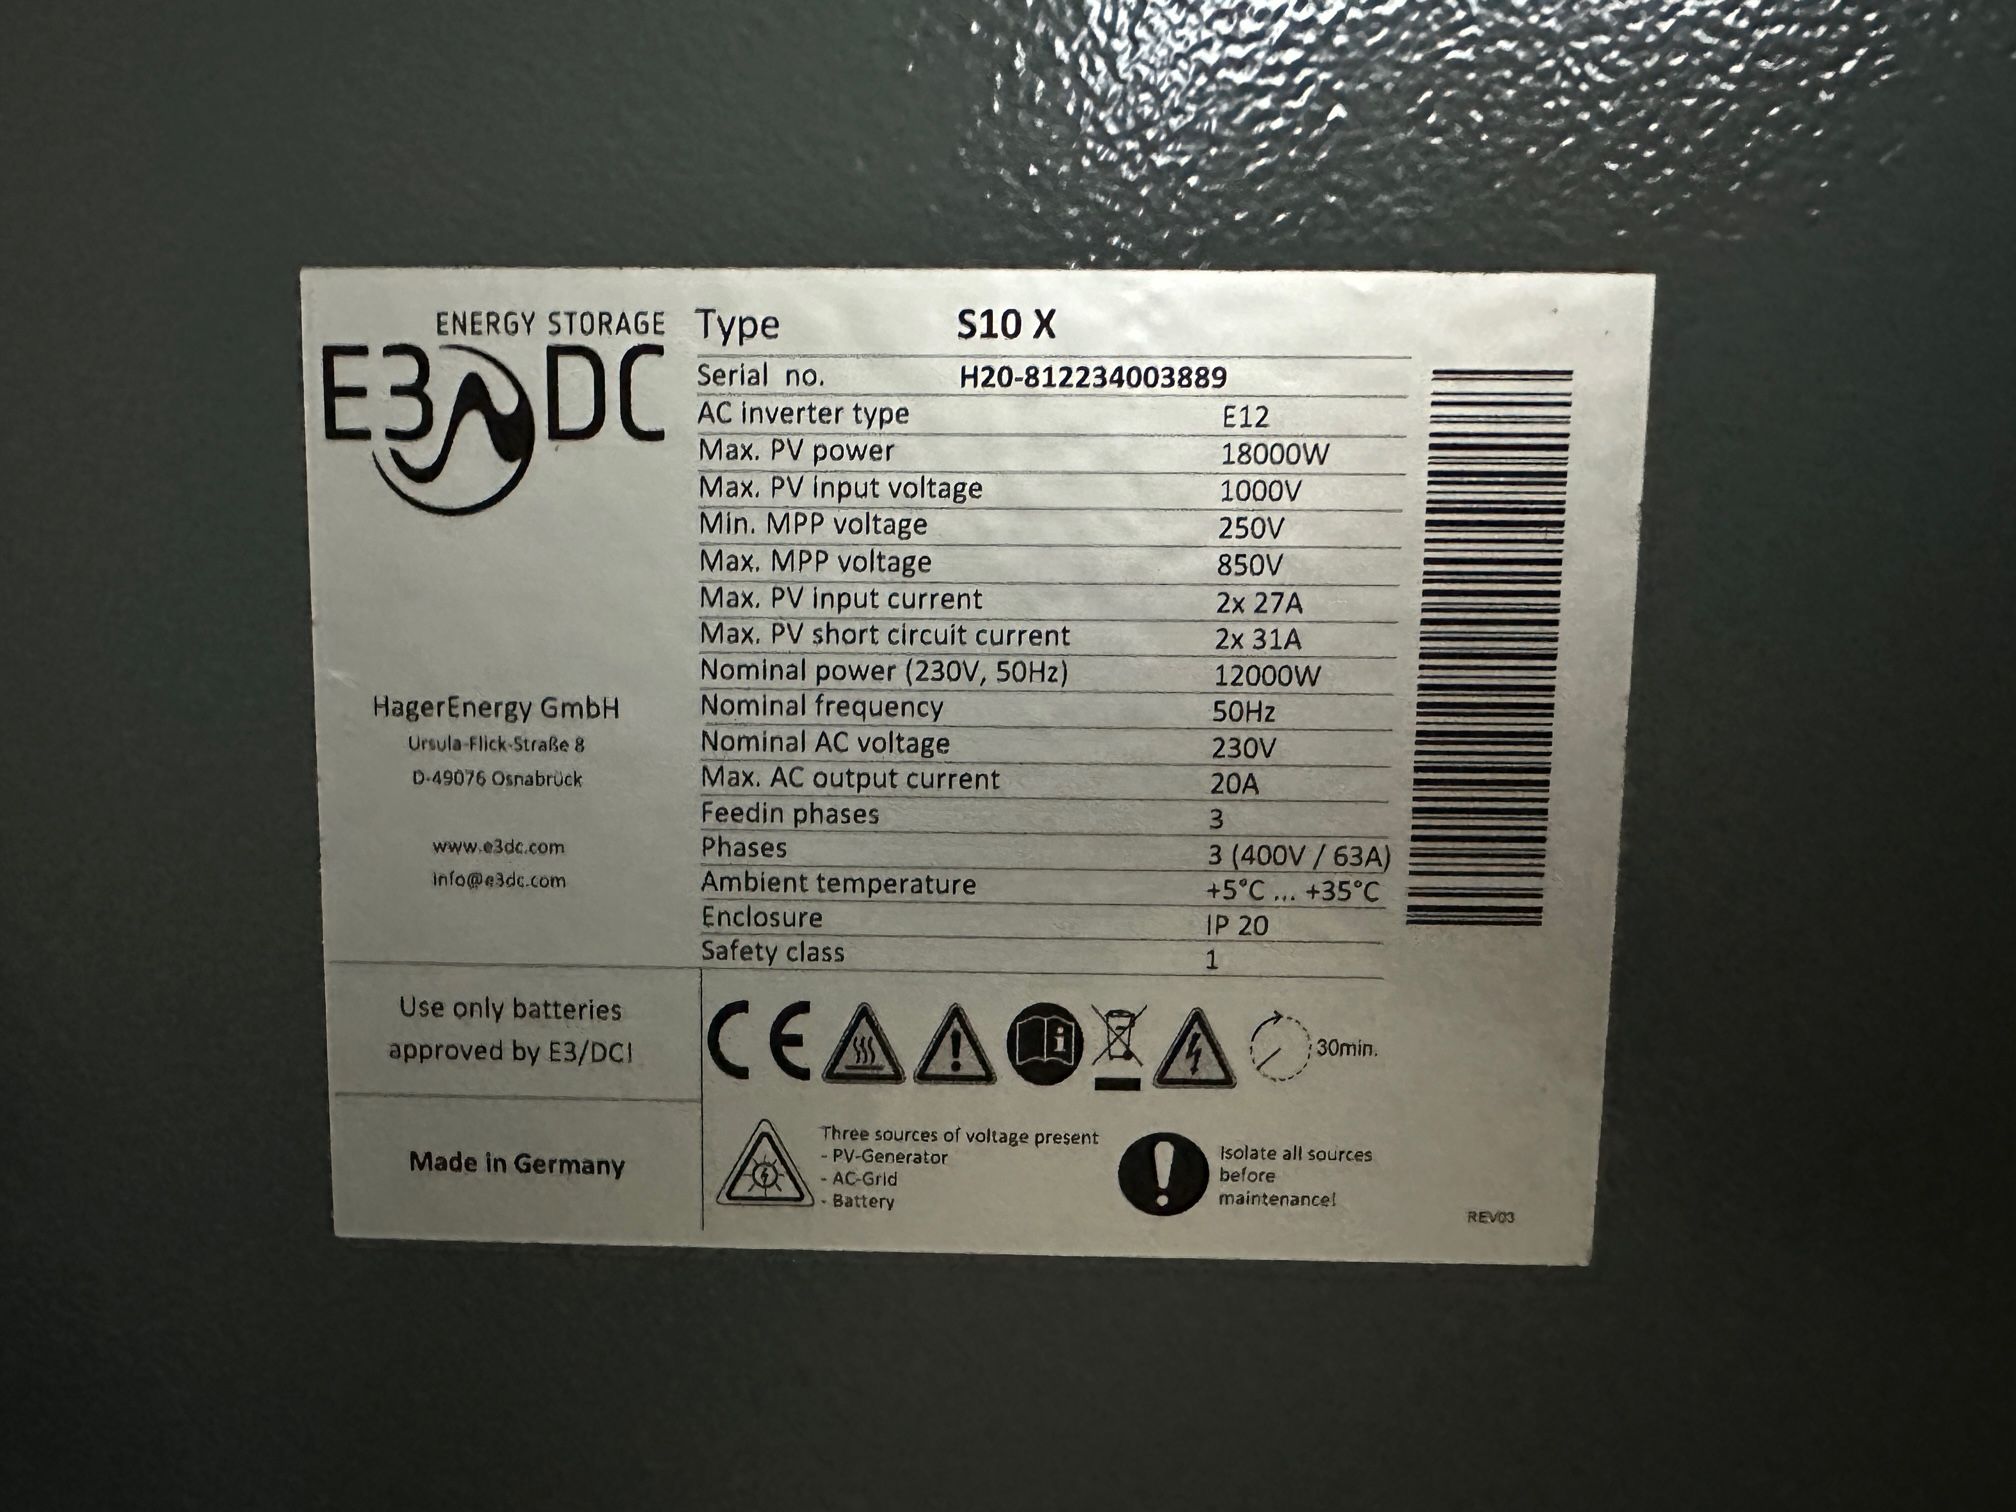 ENERGY STORAGE
E3/DC
HagerEnergy GmbH
Ursula-Flick-Straße 8
D-49076 Osnabrück
www.e3dc.com
info@e3dc.com
Use only batteries
approved by E3/DC!
Made in Germany
Type S10 X
Serial no. H20-812234003889
AC inverter type E12
Max. PV power 18000W
Max. PV input voltage 1000V
Min. MPP voltage 250V
Max. MPP voltage 850V
Max. PV input current 2x 27A
Max. PV short circuit current 2x 31A
Nominal power (230V, 50Hz) 12000W
Nominal frequency 50Hz
Nominal AC voltage 230V
Max. AC output current 20A
Feedin phases 3
Phases 3 (400V / 63A)
Ambient temperature +5°C ... +35°C
Enclosure IP 20
Safety class 1
CE 30min.
Three sources of voltage present
- PV-Generator
- AC-Grid
- Battery
Isolate all sources
before
maintenance!
REV03